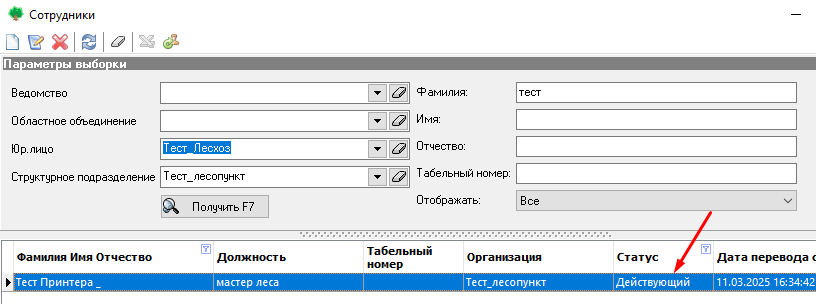 Сотрудники
Параметры выборки
Ведомство
Фамилия: тест
Областное объединение
Имя:
Юр.лицо Тест_Лесхоз
Отчество:
Структурное подразделение Тест_лесопункт
Табельный номер:
Получить F7
Отображать: Все
Фамилия Имя Отчество Должность Табельный номер Организация Статус Дата перевода с
Тест Принтера _ мастер леса Тест_лесопункт Действующий 11.03.2025 16:34:42